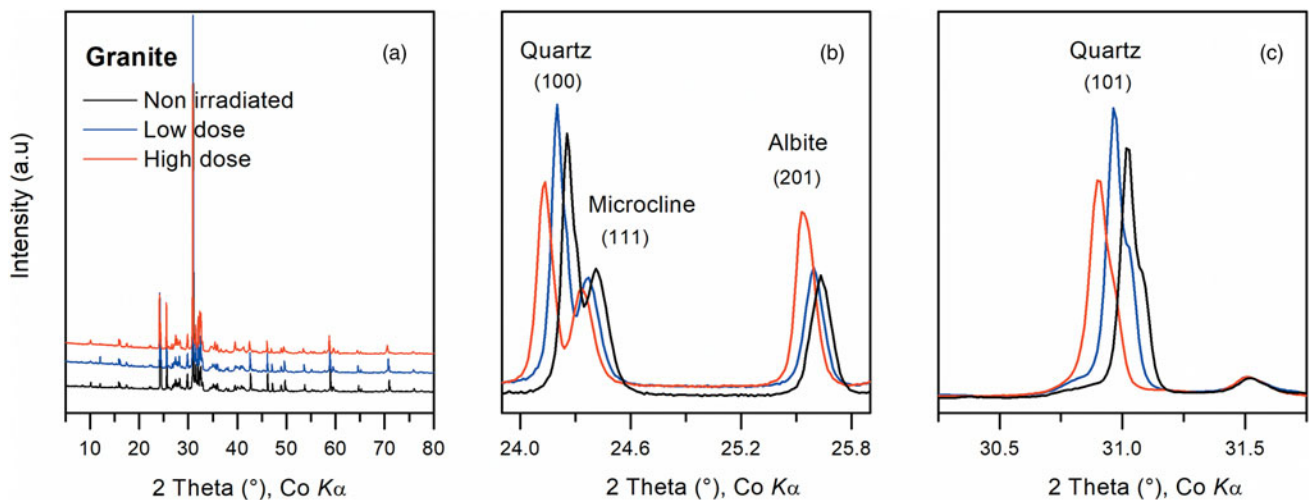 Intensity (a.u)
Granite
(a)
Non irradiated
Low dose
High dose
10 20 30 40 50 60 70 80
2 Theta (°), Co Kα
Quartz
(100)
(b)
Microcline
(111)
Albite
(201)
24.0 24.6 25.2 25.8
2 Theta (°), Co Kα
Quartz
(101)
(c)
30.5 31.0 31.5
2 Theta (°), Co Kα